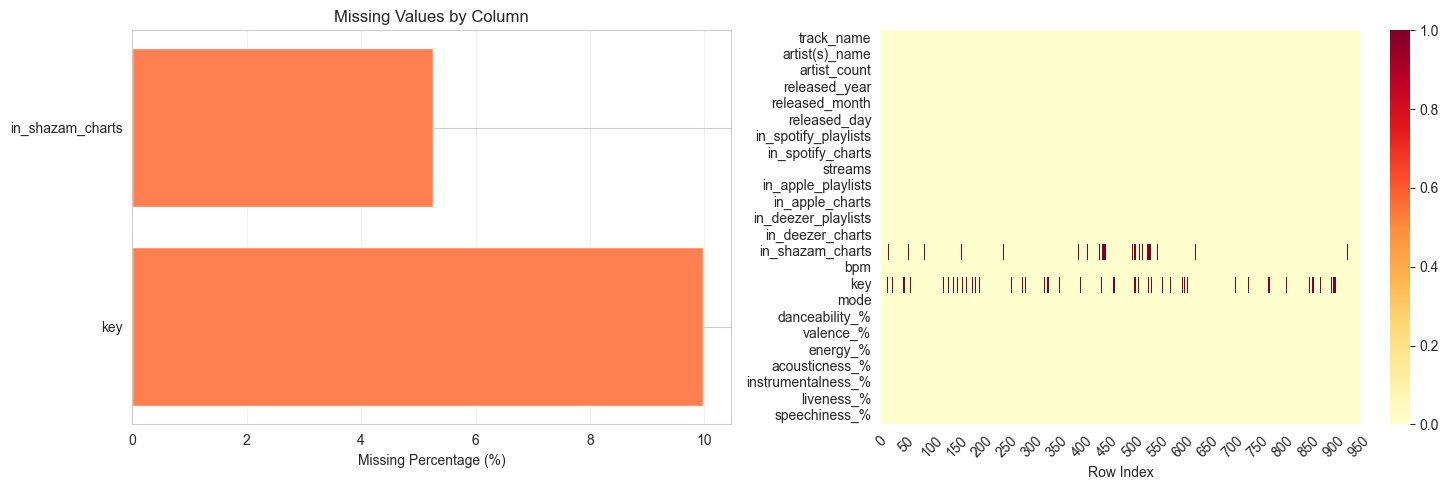 Missing Values by Column
in_shazam_charts
key
0 2 4 6 8 10
Missing Percentage (%)
track_name
artist(s)_name
artist_count
released_year
released_month
released_day
in_spotify_playlists
in_spotify_charts
streams
in_apple_playlists
in_apple_charts
in_deezer_playlists
in_deezer_charts
in_shazam_charts
bpm
key
mode
danceability_%
valence_%
energy_%
acousticness_%
instrumentalness_%
liveness_%
speechiness_%
0 50 100 150 200 250 300 350 400 450 500 550 600 650 700 750 800 850 900 950
Row Index
1.0
0.8
0.6
0.4
0.2
0.0